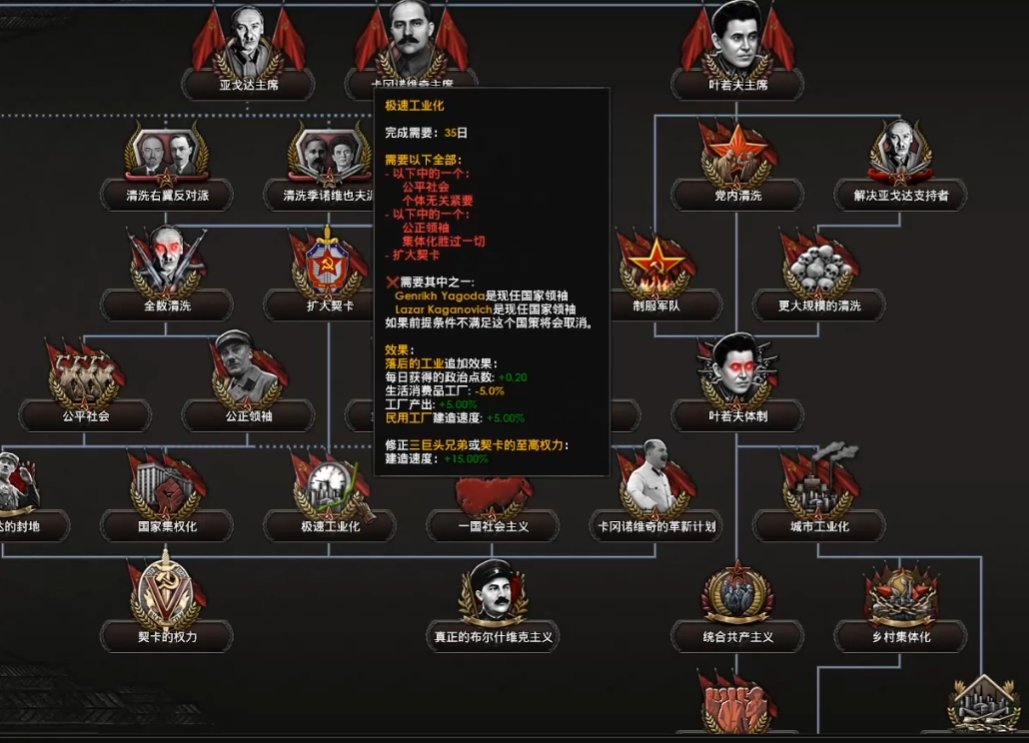 亚戈达主席
卡冈诺维奇主席
叶若夫主席
清洗右翼反对派
清洗季诺维也夫派
党内清洗
解决亚戈达支持者
全数清洗
扩大契卡
制服军队
更大规模的清洗
公平社会
公正领袖
叶若夫体制
极速工业化
完成需要：35日
需要以下全部：
- 以下中的一个：
公平社会
个体无关紧要
- 以下中的一个：
公正领袖
集体化胜过一切
- 扩大契卡
需要其中之一：
Genrikh Yagoda是现任国家领袖
Lazar Kaganovich是现任国家领袖
如果前提条件不满足这个国策将会取消。
效果：
落后的工业追加效果：
每日获得的政治点数：+0.20
生活消费品工厂：-5.0%
工厂产出：+5.00%
民用工厂建造速度：+5.00%
修正三巨头兄弟或契卡的至高权力：
建造速度：+15.00%
达的封地
国家集权化
极速工业化
一国社会主义
卡冈诺维奇的革新计划
城市工业化
契卡的权力
真正的布尔什维克主义
统合共产主义
乡村集体化